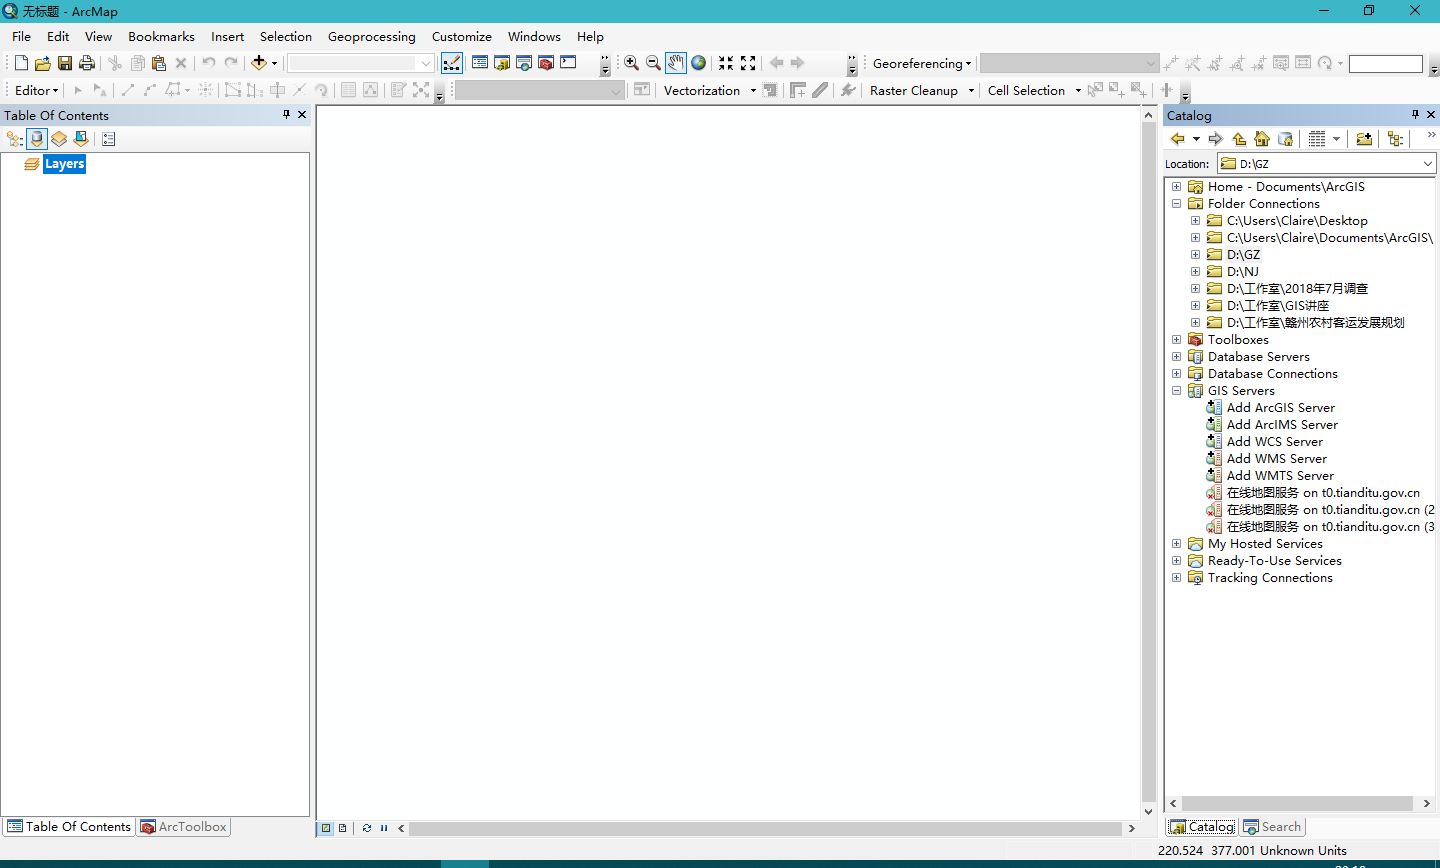 无标题 - ArcMap
File Edit View Bookmarks Insert Selection Geoprocessing Customize Windows Help
Georeferencing
Editor Vectorization Raster Cleanup Cell Selection
Table Of Contents
Layers
Table Of Contents ArcToolbox
Catalog
Location: D:\GZ
Home - Documents\ArcGIS
Folder Connections
C:\Users\Claire\Desktop
C:\Users\Claire\Documents\ArcGIS\
D:\GZ
D:\NJ
D:\工作室\2018年7月调查
D:\工作室\GIS讲座
D:\工作室\赣州农村客运发展规划
Toolboxes
Database Servers
Database Connections
GIS Servers
Add ArcGIS Server
Add ArcIMS Server
Add WCS Server
Add WMS Server
Add WMTS Server
在线地图服务 on t0.tianditu.gov.cn
在线地图服务 on t0.tianditu.gov.cn (2
在线地图服务 on t0.tianditu.gov.cn (3
My Hosted Services
Ready-To-Use Services
Tracking Connections
Catalog Search
220.524 377.001 Unknown Units